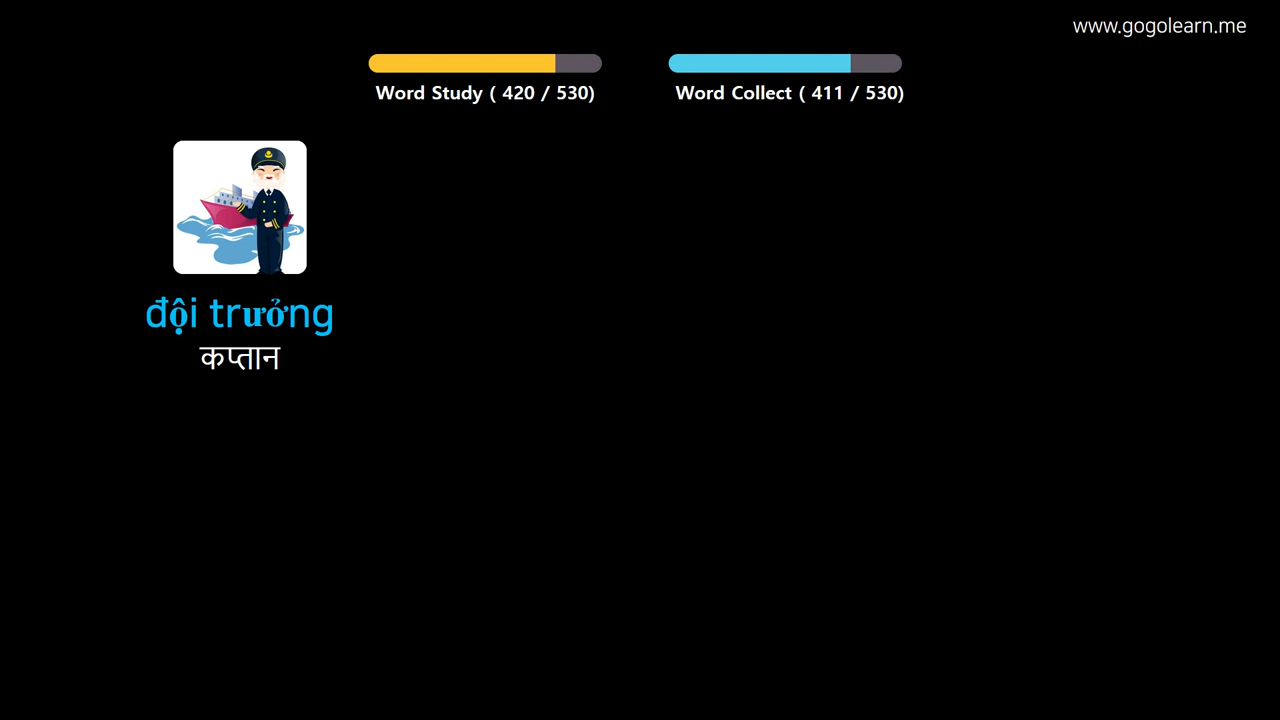 www.gogolearn.me
Word Study ( 420 / 530)
Word Collect ( 411 / 530)
đội trưởng
कप्तान